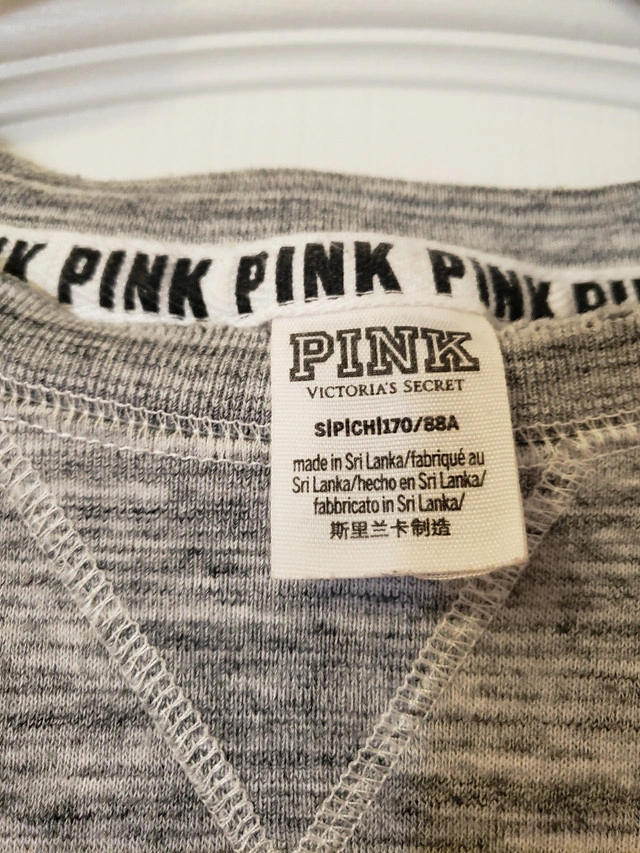 PINK PINK PINK
PINK
VICTORIA'S SECRET
S|P|CH|170/88A
made in Sri Lanka/fabriqué au
Sri Lanka/hecho en Sri Lanka/
fabbricato in Sri Lanka/
斯里兰卡制造